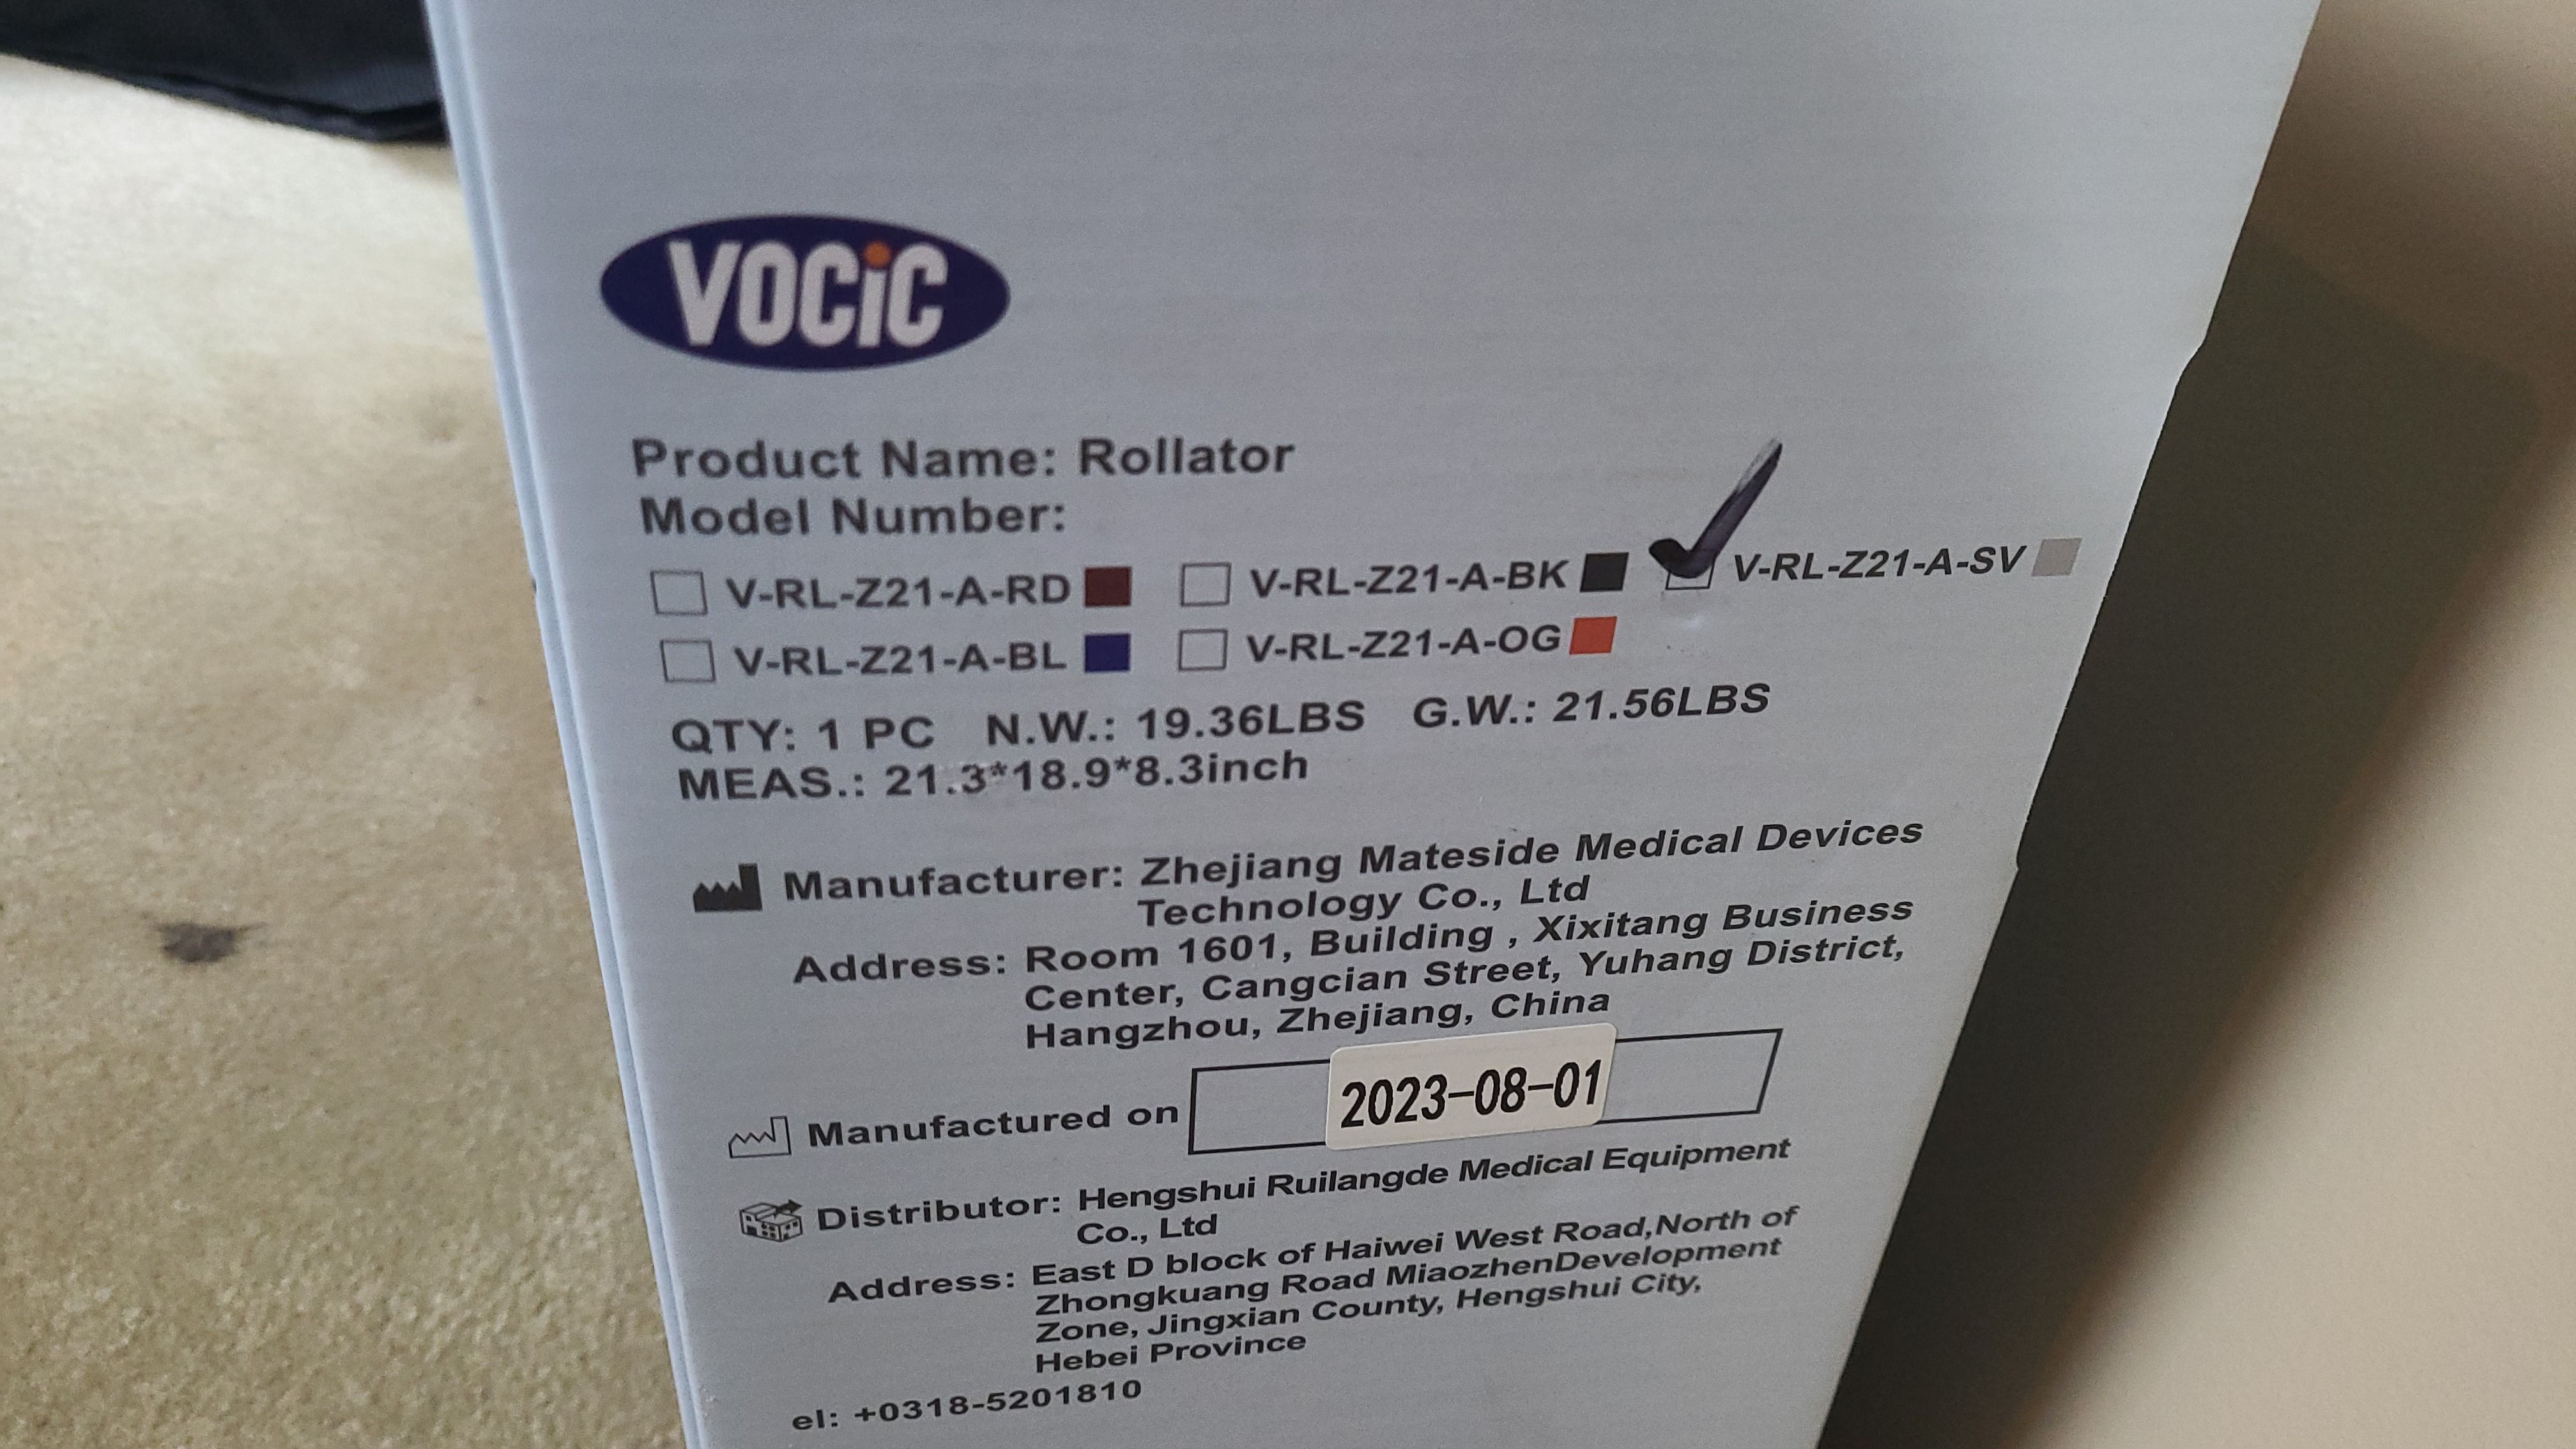 VOCiC
Product Name: Rollator
Model Number:
V-RL-Z21-A-RD V-RL-Z21-A-BK V-RL-Z21-A-SV
V-RL-Z21-A-BL V-RL-Z21-A-OG
QTY: 1 PC N.W.: 19.36LBS G.W.: 21.56LBS
MEAS.: 21.3*18.9*8.3inch
Manufacturer: Zhejiang Mateside Medical Devices
Technology Co., Ltd
Address: Room 1601, Building , Xixitang Business
Center, Cangcian Street, Yuhang District,
Hangzhou, Zhejiang, China
Manufactured on 2023-08-01
Distributor: Hengshui Ruilangde Medical Equipment
Co., Ltd
Address: East D block of Haiwei West Road,North of
Zhongkuang Road MiaozhenDevelopment
Zone, Jingxian County, Hengshui City,
Hebei Province
el: +0318-5201810